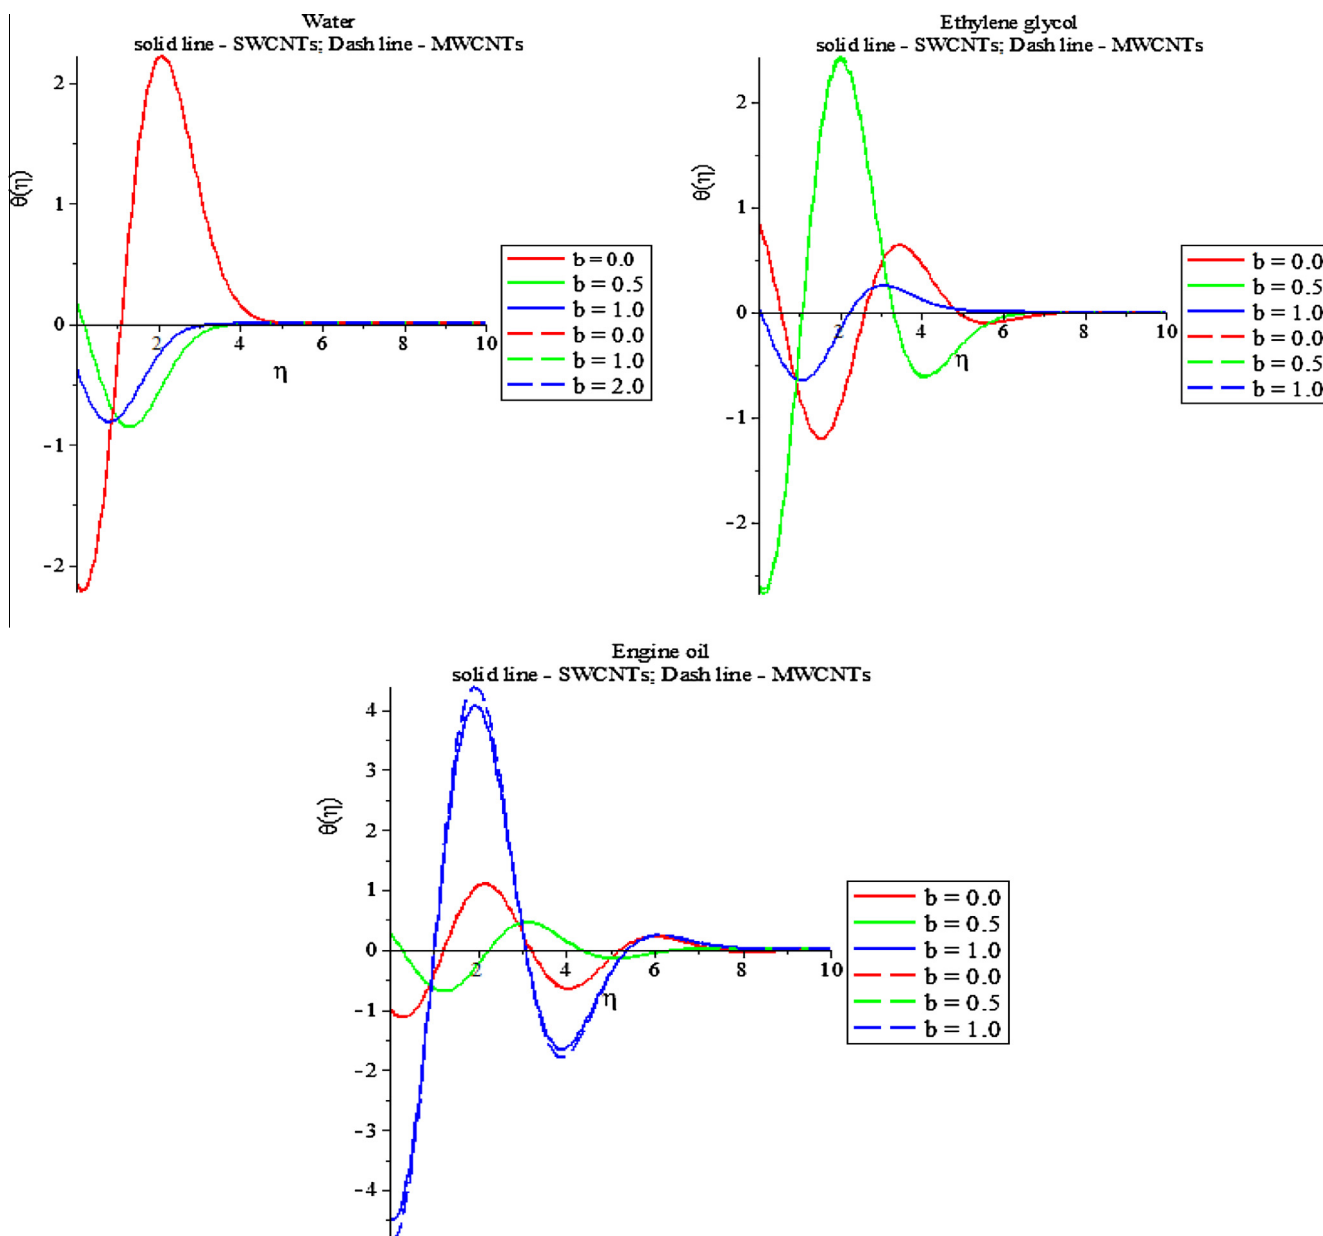 Water
solid line - SWCNTs; Dash line - MWCNTs
2
1
0
-1
-2
θ(η)
2
4
6
8
10
η
b = 0.0
b = 0.5
b = 1.0
b = 0.0
b = 1.0
b = 2.0
Ethylene glycol
solid line - SWCNTs; Dash line - MWCNTs
2
1
0
-1
-2
θ(η)
2
4
6
8
10
η
b = 0.0
b = 0.5
b = 1.0
b = 0.0
b = 0.5
b = 1.0
Engine oil
solid line - SWCNTs; Dash line - MWCNTs
4
3
2
1
0
-1
-2
-3
-4
θ(η)
2
4
6
8
10
η
b = 0.0
b = 0.5
b = 1.0
b = 0.0
b = 0.5
b = 1.0